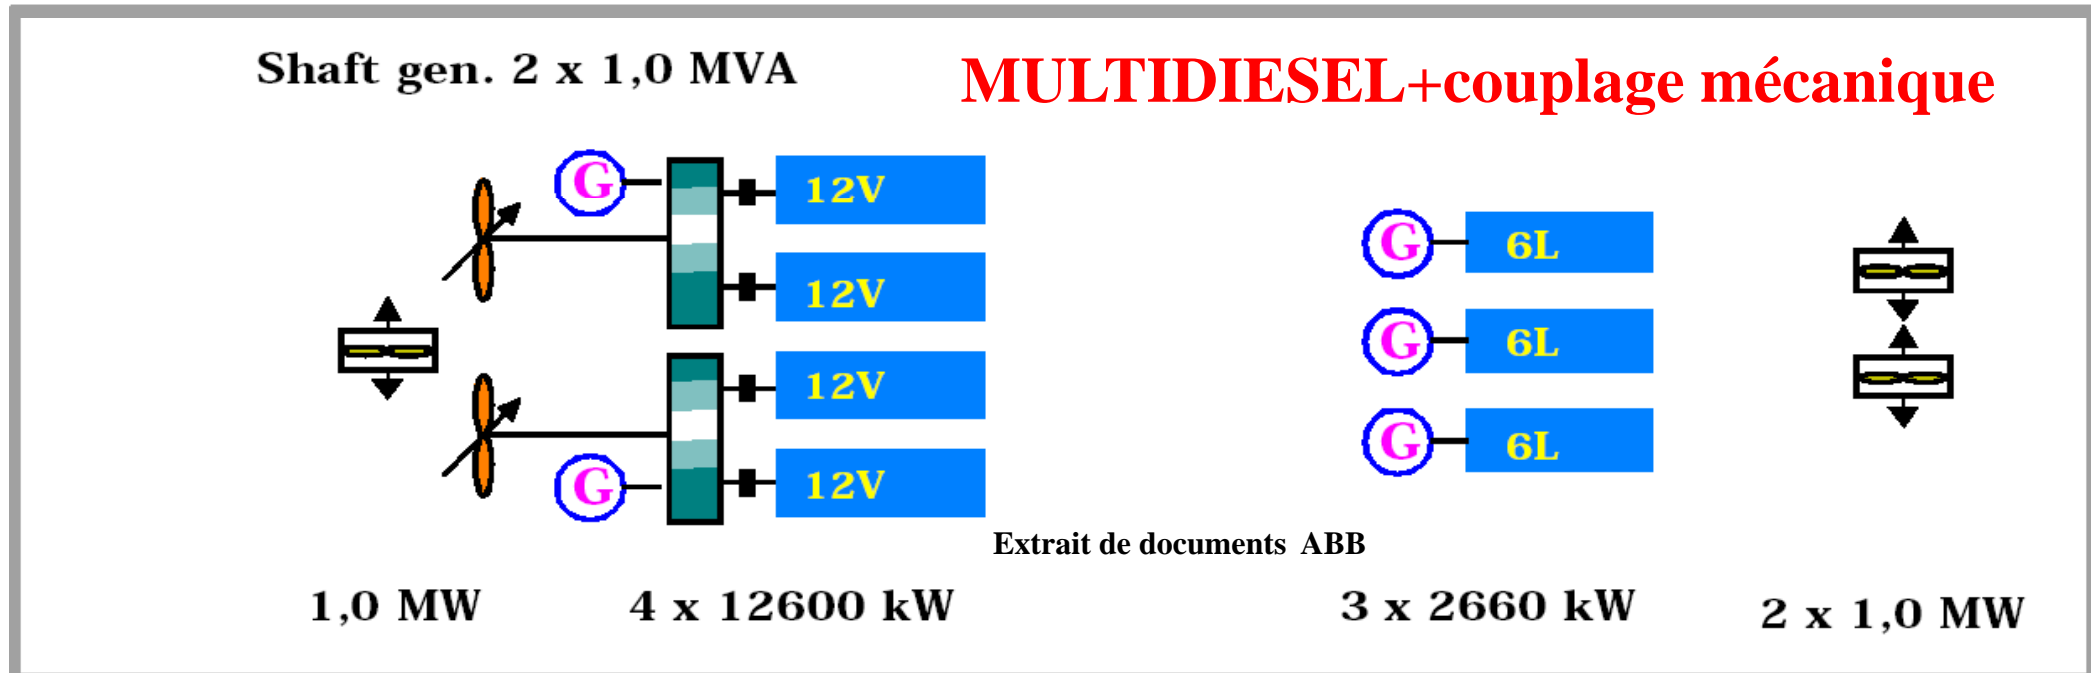 Shaft gen. 2 x 1,0 MVA
MULTIDIESEL+couplage mécanique
G
12V
12V
12V
G
12V
G
6L
G
6L
G
6L
Extrait de documents ABB
1,0 MW
4 x 12600 kW
3 x 2660 kW
2 x 1,0 MW